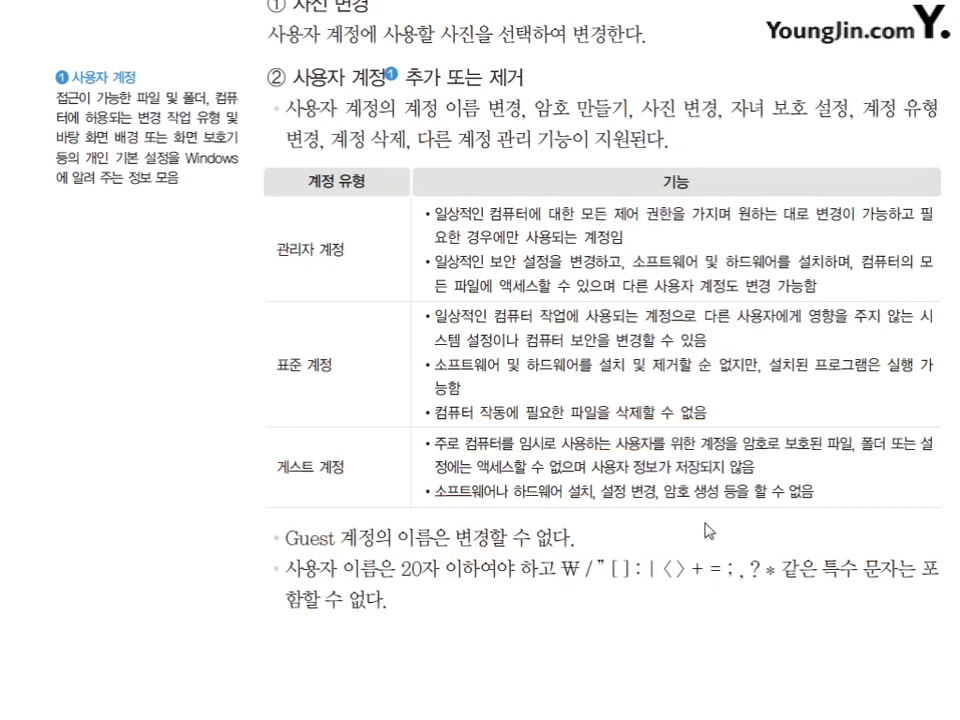 ① 사진 변경
사용자 계정에 사용할 사진을 선택하여 변경한다.
YoungJin.com Y.
② 사용자 계정❶ 추가 또는 제거
• 사용자 계정의 계정 이름 변경, 암호 만들기, 사진 변경, 자녀 보호 설정, 계정 유형
변경, 계정 삭제, 다른 계정 관리 기능이 지원된다.
❶ 사용자 계정
접근이 가능한 파일 및 폴더, 컴퓨
터에 허용되는 변경 작업 유형 및
바탕 화면 배경 또는 화면 보호기
등의 개인 기본 설정을 Windows
에 알려 주는 정보 모음
계정 유형 기능
관리자 계정
• 일상적인 컴퓨터에 대한 모든 제어 권한을 가지며 원하는 대로 변경이 가능하고 필
요한 경우에만 사용되는 계정임
• 일상적인 보안 설정을 변경하고, 소프트웨어 및 하드웨어를 설치하며, 컴퓨터의 모
든 파일에 액세스할 수 있으며 다른 사용자 계정도 변경 가능함
표준 계정
• 일상적인 컴퓨터 작업에 사용되는 계정으로 다른 사용자에게 영향을 주지 않는 시
스템 설정이나 컴퓨터 보안을 변경할 수 있음
• 소프트웨어 및 하드웨어를 설치 및 제거할 순 없지만, 설치된 프로그램은 실행 가
능함
• 컴퓨터 작동에 필요한 파일을 삭제할 수 없음
게스트 계정
• 주로 컴퓨터를 임시로 사용하는 사용자를 위한 계정을 암호로 보호된 파일, 폴더 또는 설
정에는 액세스할 수 없으며 사용자 정보가 저장되지 않음
• 소프트웨어나 하드웨어 설치, 설정 변경, 암호 생성 등을 할 수 없음
• Guest 계정의 이름은 변경할 수 없다.
• 사용자 이름은 20자 이하여야 하고 ₩ / ” [ ] : | 〈 〉 + = ; , ? * 같은 특수 문자는 포
함할 수 없다.